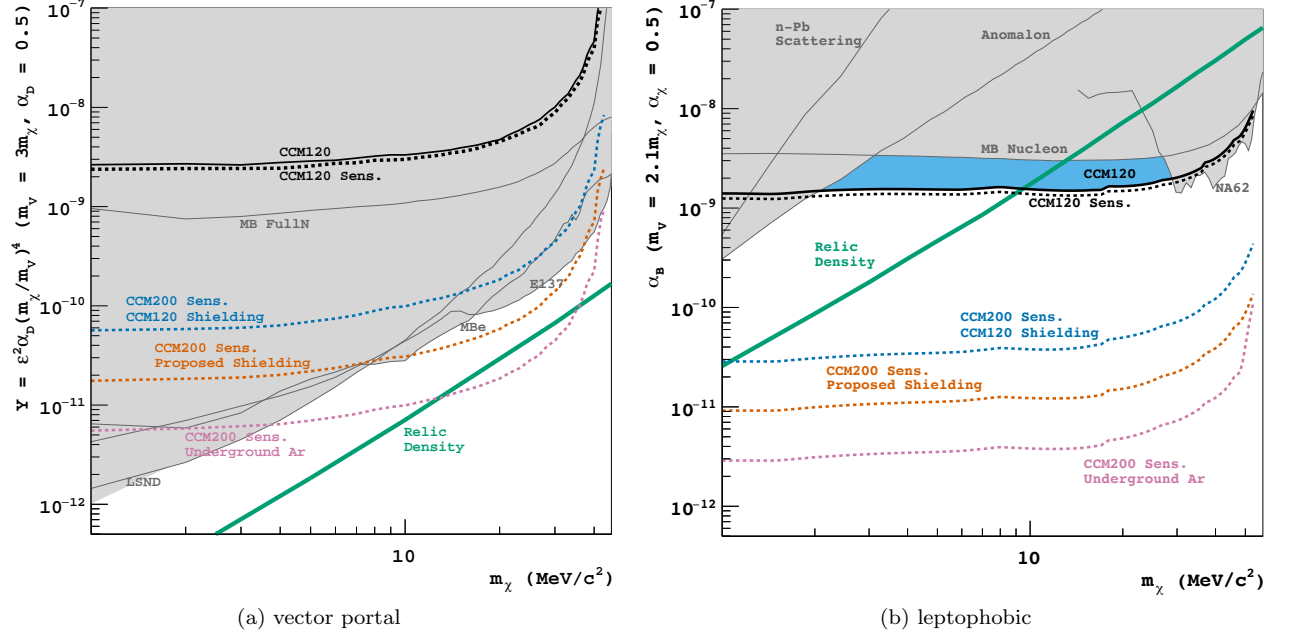 Y = ε²α_D(m_χ/m_V)⁴ (m_V = 3m_χ, α_D = 0.5)
10⁻⁷
10⁻⁸
10⁻⁹
10⁻¹⁰
10⁻¹¹
10⁻¹²
CCM120
CCM120 Sens.
MB FullN
CCM200 Sens.
CCM120 Shielding
E137
MBe
CCM200 Sens.
Proposed Shielding
CCM200 Sens.
Underground Ar
Relic
Density
LSND
10
m_χ (MeV/c²)
(a) vector portal
α_B (m_V = 2.1m_χ, α_χ = 0.5)
10⁻⁷
10⁻⁸
10⁻⁹
10⁻¹⁰
10⁻¹¹
10⁻¹²
n-Pb
Scattering
Anomalon
MB Nucleon
CCM120
CCM120 Sens.
NA62
Relic
Density
CCM200 Sens.
CCM120 Shielding
CCM200 Sens.
Proposed Shielding
CCM200 Sens.
Underground Ar
10
m_χ (MeV/c²)
(b) leptophobic